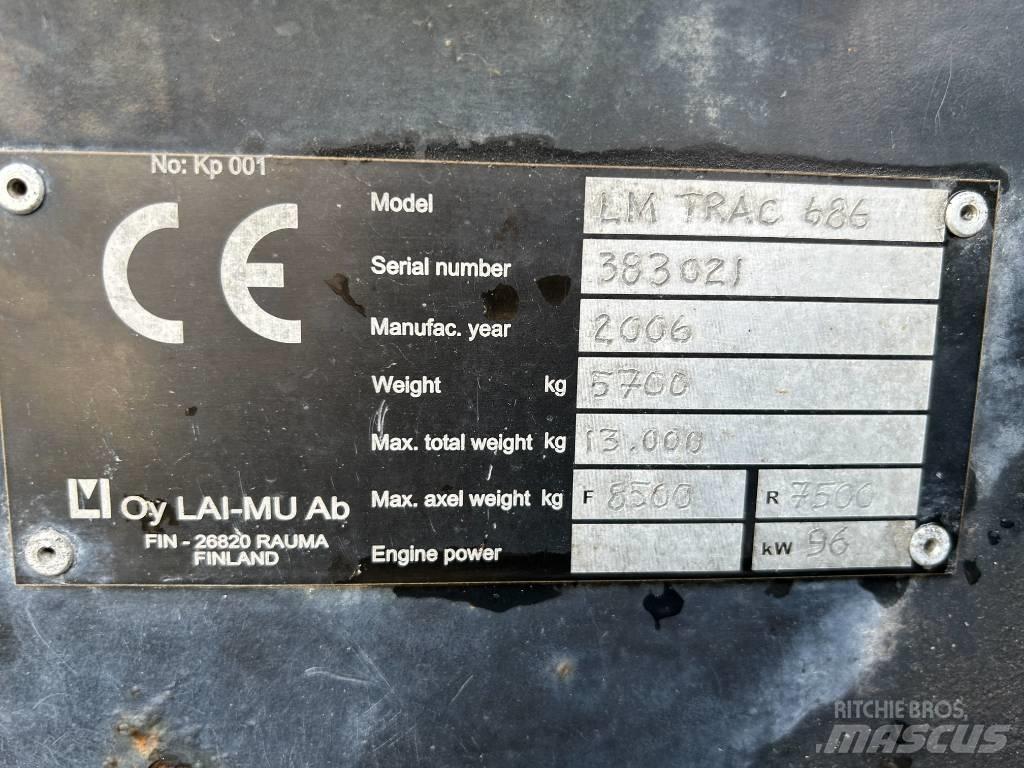 No: Kp 001
CE
Model LM TRAC 686
Serial number 383021
Manufac. year 2006
Weight kg 5700
Max. total weight kg 13.000
Max. axel weight kg F 8500 R 7500
Engine power kW 96
LM Oy LAI-MU Ab
FIN - 26820 RAUMA
FINLAND
RITCHIE BROS.
MASCUS